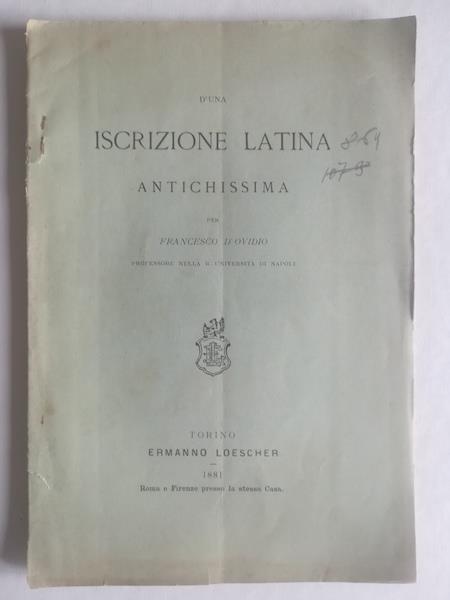 D'UNA
ISCRIZIONE LATINA
864
ANTICHISSIMA
PER
FRANCESCO D'OVIDIO
PROFESSORE NELLA R. UNIVERSITÀ DI NAPOLI
TORINO
ERMANNO LOESCHER
1881
Roma e Firenze presso la stessa Casa.